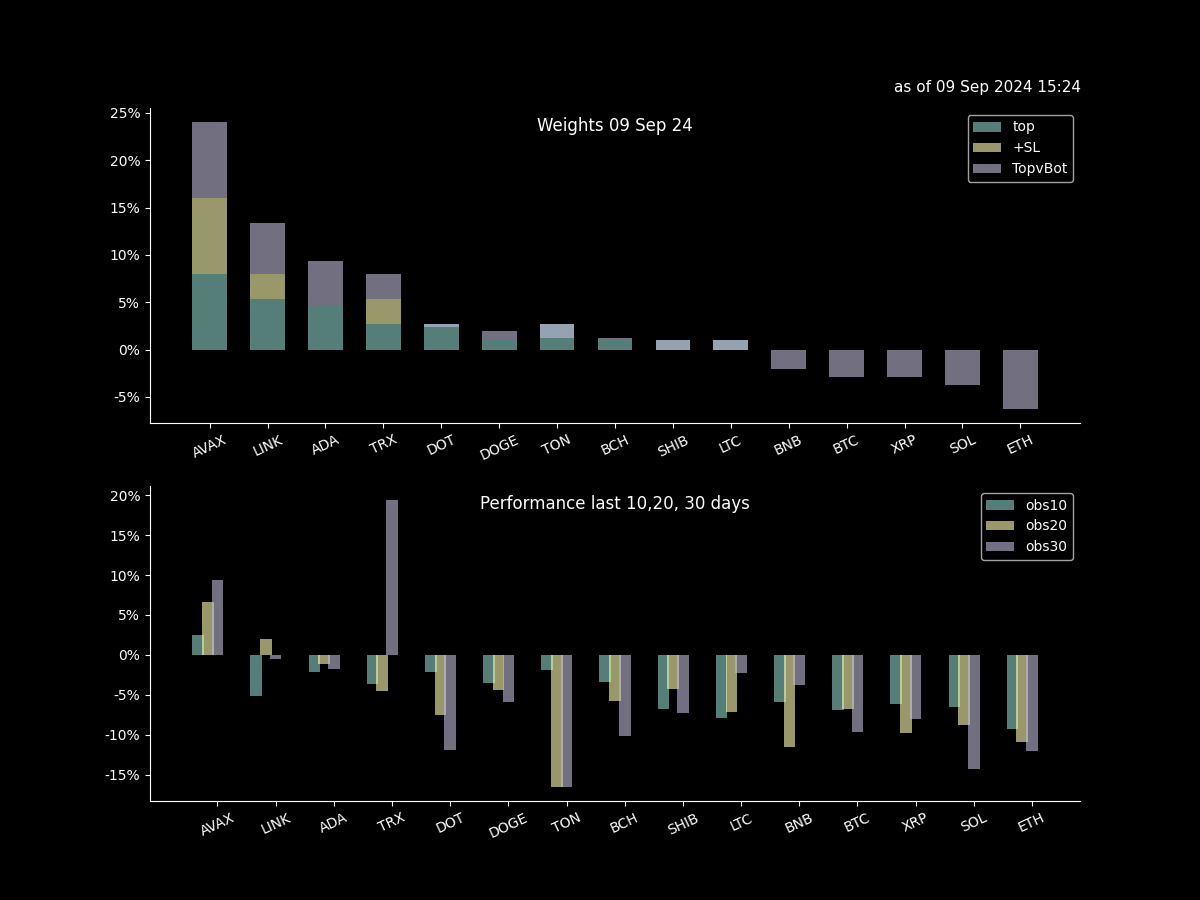 as of 09 Sep 2024 15:24
Weights 09 Sep 24
top
+SL
TopvBot
25%
20%
15%
10%
5%
0%
-5%
AVAX LINK ADA TRX DOT DOGE TON BCH SHIB LTC BNB BTC XRP SOL ETH
Performance last 10,20, 30 days
obs10
obs20
obs30
20%
15%
10%
5%
0%
-5%
-10%
-15%
AVAX LINK ADA TRX DOT DOGE TON BCH SHIB LTC BNB BTC XRP SOL ETH